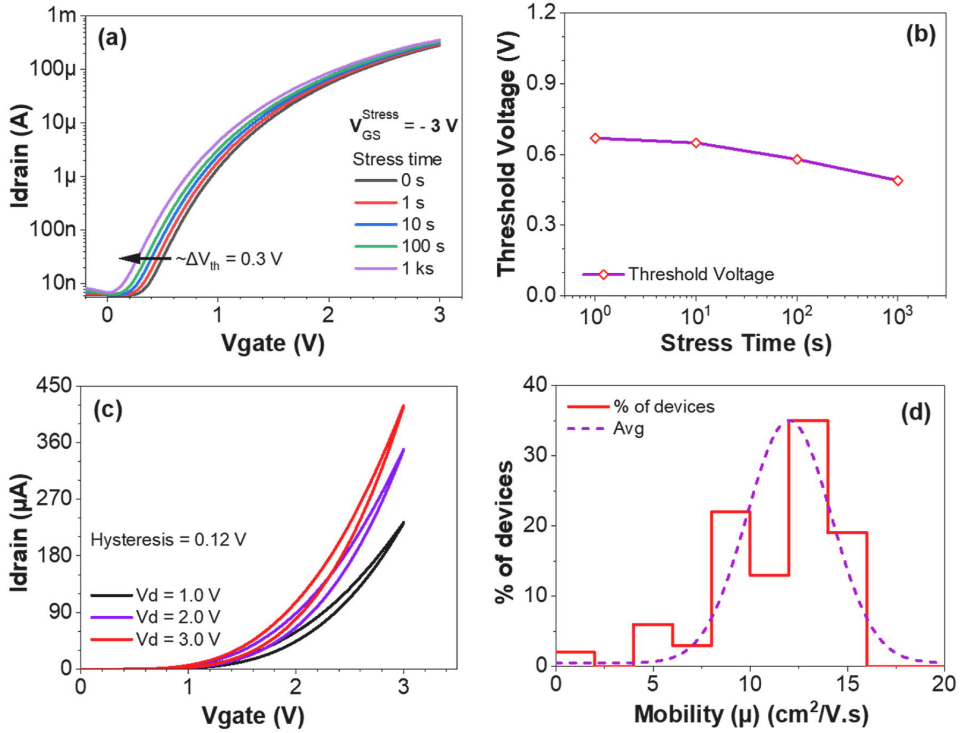 (a)
1m
100μ
10μ
1μ
100n
10n
Idrain (A)
V_GS^Stress = - 3 V
Stress time
0 s
1 s
10 s
100 s
1 ks
~ΔV_th = 0.3 V
0 1 2 3
Vgate (V)
(b)
1.2
0.9
0.6
0.3
0.0
Threshold Voltage (V)
Threshold Voltage
10^0 10^1 10^2 10^3
Stress Time (s)
(c)
450
360
270
180
90
0
Idrain (μA)
Hysteresis = 0.12 V
Vd = 1.0 V
Vd = 2.0 V
Vd = 3.0 V
0 1 2 3
Vgate (V)
(d)
40
30
20
10
0
% of devices
% of devices
Avg
0 5 10 15 20
Mobility (μ) (cm²/V.s)